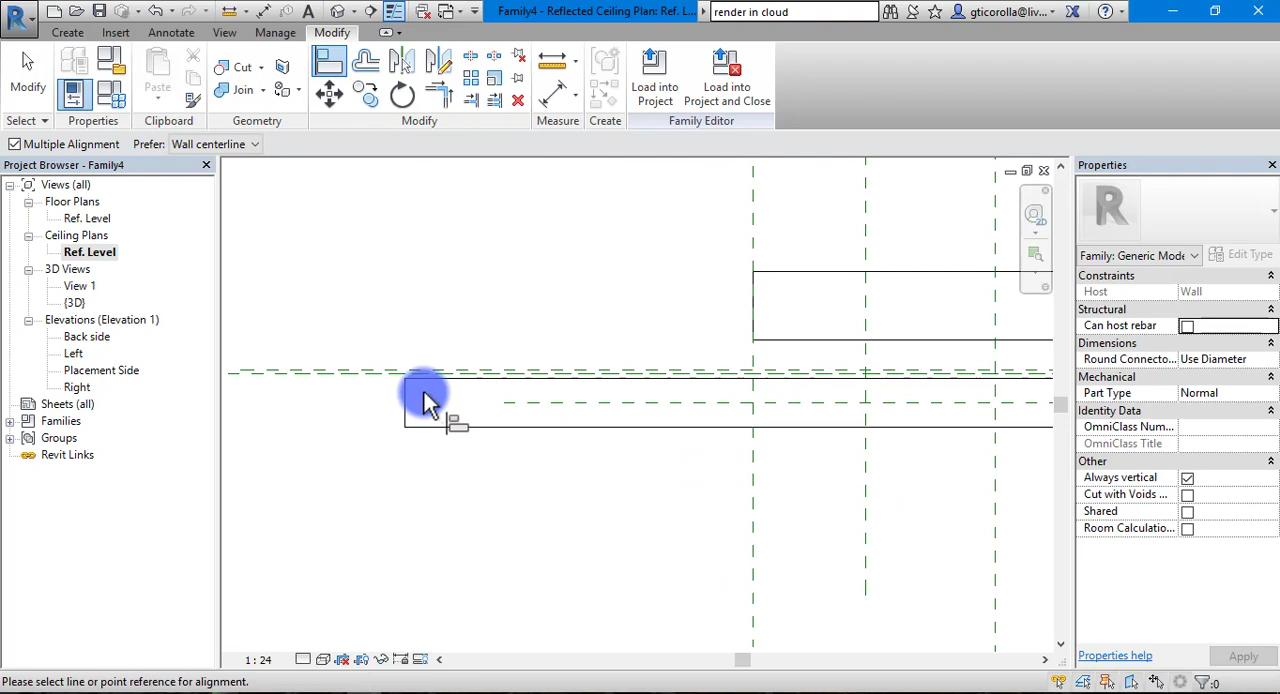 Family4 - Reflected Ceiling Plan: Ref. L...
render in cloud
gticorolla@liv...
Create
Insert
Annotate
View
Manage
Modify
Modify
Paste
Cut
Join
Load into
Project
Load into
Project and Close
Select
Properties
Clipboard
Geometry
Modify
Measure
Create
Family Editor
Multiple Alignment
Prefer:
Wall centerline
Project Browser - Family4
Views (all)
Floor Plans
Ref. Level
Ceiling Plans
Ref. Level
3D Views
View 1
{3D}
Elevations (Elevation 1)
Back side
Left
Placement Side
Right
Sheets (all)
Families
Groups
Revit Links
2D
Properties
R
Family: Generic Mode
Edit Type
Constraints
Host
Wall
Structural
Can host rebar
Dimensions
Round Connecto...
Use Diameter
Mechanical
Part Type
Normal
Identity Data
OmniClass Num...
OmniClass Title
Other
Always vertical
Cut with Voids ...
Shared
Room Calculatio...
Properties help
Apply
1 : 24
Please select line or point reference for alignment.
:0